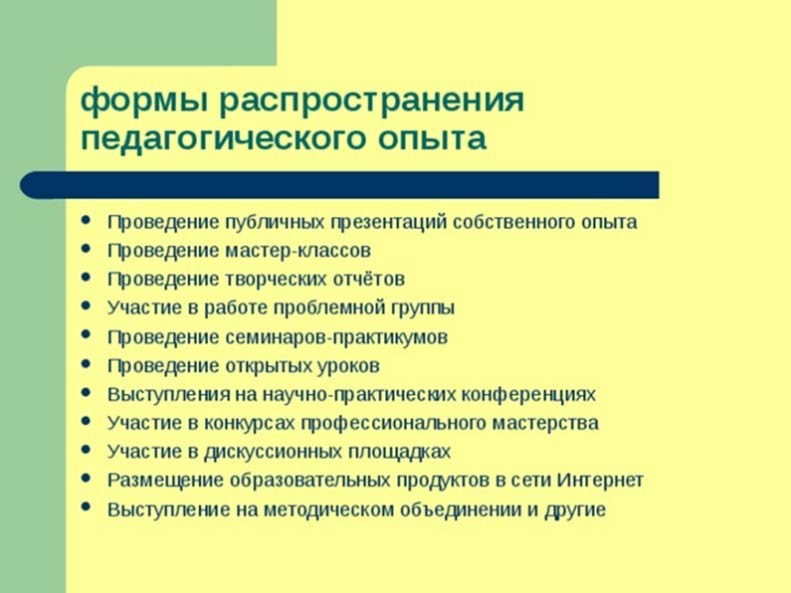 формы распространения
педагогического опыта
Проведение публичных презентаций собственного опыта
Проведение мастер-классов
Проведение творческих отчётов
Участие в работе проблемной группы
Проведение семинаров-практикумов
Проведение открытых уроков
Выступления на научно-практических конференциях
Участие в конкурсах профессионального мастерства
Участие в дискуссионных площадках
Размещение образовательных продуктов в сети Интернет
Выступление на методическом объединении и другие